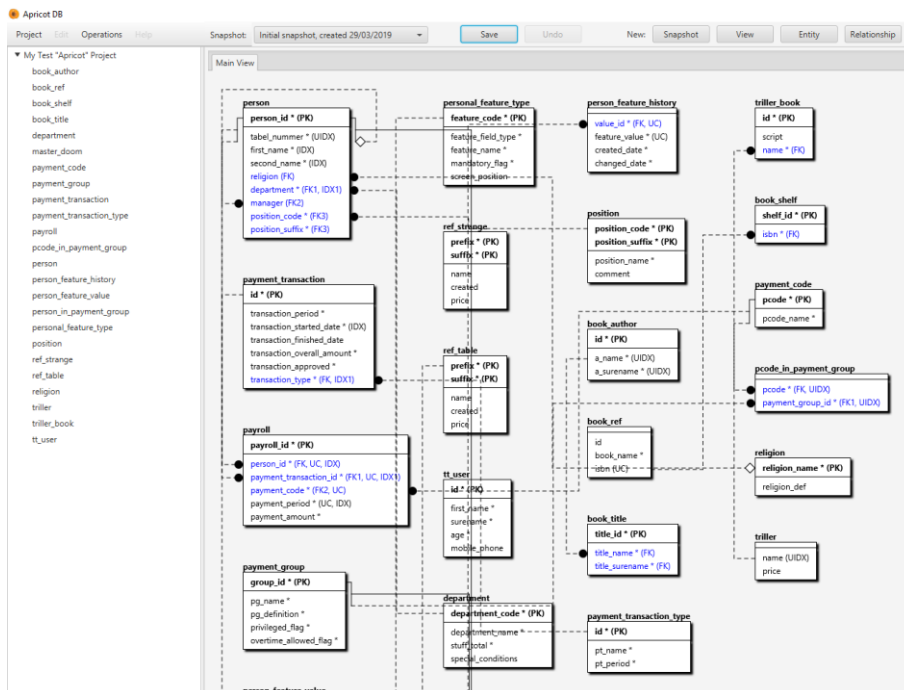 Apricot DB
Project Edit Operations Help Snapshot: Initial snapshot, created 29/03/2019 Save Undo New: Snapshot View Entity Relationship
My Test "Apricot" Project
book_author
book_ref
book_shelf
book_title
department
master_doom
payment_code
payment_group
payment_transaction
payment_transaction_type
payroll
pcode_in_payment_group
person
person_feature_history
person_feature_value
person_in_payment_group
personal_feature_type
position
ref_strange
ref_table
religion
triller
triller_book
tt_user
Main View
person
person_id * (PK)
tabel_nummer * (UIDX)
first_name * (IDX)
second_name * (IDX)
religion (FK)
department * (FK1, IDX1)
manager (FK2)
position_code * (FK3)
position_suffix * (FK3)
payment_transaction
id * (PK)
transaction_period *
transaction_started_date * (IDX)
transaction_finished_date
transaction_overall_amount *
transaction_approved *
transaction_type * (FK, IDX1)
payroll
payroll_id * (PK)
person_id * (FK, UC, IDX)
payment_transaction_id * (FK1, UC, IDX1)
payment_code * (FK2, UC)
payment_period * (UC, IDX)
payment_amount *
payment_group
group_id * (PK)
pg_name *
pg_definition *
privileged_flag *
overtime_allowed_flag *
person_feature_value
personal_feature_type
feature_code * (PK)
feature_field_type *
feature_name *
mandatory_flag *
screen_position
ref_strange
prefix * (PK)
suffix * (PK)
name
created
price
ref_table
prefix * (PK)
suffix * (PK)
name
created
price
tt_user
id * (PK)
first_name *
surename *
age *
mobile_phone
department
department_code * (PK)
department_name *
stuff_total *
special_conditions
person_feature_history
value_id * (FK, UC)
feature_value * (UC)
created_date *
changed_date *
position
position_code * (PK)
position_suffix * (PK)
position_name *
comment
book_author
id * (PK)
a_name * (UIDX)
a_surename * (UIDX)
book_ref
id
book_name *
isbn (UC)
book_title
title_id * (PK)
title_name * (FK)
title_surename * (FK)
payment_transaction_type
id * (PK)
pt_name *
pt_period *
triller_book
id * (PK)
script
name * (FK)
book_shelf
shelf_id * (PK)
isbn * (FK)
payment_code
pcode * (PK)
pcode_name *
pcode_in_payment_group
pcode * (FK, UIDX)
payment_group_id * (FK1, UIDX)
religion
religion_name * (PK)
religion_def
triller
name (UIDX)
price